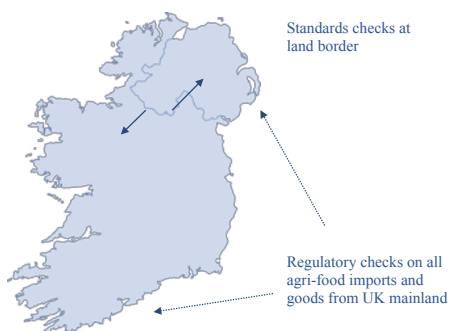 Standards checks at
land border
Regulatory checks on all
agri-food imports and
goods from UK mainland